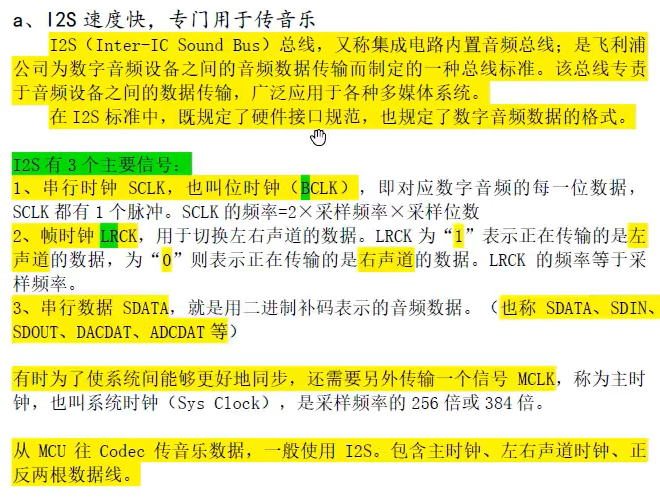 a、I2S 速度快，专门用于传音乐
I2S（Inter-IC Sound Bus）总线，又称集成电路内置音频总线；是飞利浦
公司为数字音频设备之间的音频数据传输而制定的一种总线标准。该总线专责
于音频设备之间的数据传输，广泛应用于各种多媒体系统。
在 I2S 标准中，既规定了硬件接口规范，也规定了数字音频数据的格式。
I2S 有 3 个主要信号：
1、串行时钟 SCLK，也叫位时钟（BCLK），即对应数字音频的每一位数据，
SCLK 都有 1 个脉冲。SCLK 的频率=2×采样频率×采样位数
2、帧时钟 LRCK，用于切换左右声道的数据。LRCK 为“1”表示正在传输的是左
声道的数据，为“0”则表示正在传输的是右声道的数据。LRCK 的频率等于采
样频率。
3、串行数据 SDATA，就是用二进制补码表示的音频数据。（也称 SDATA、SDIN、
SDOUT、DACDAT、ADCDAT 等）
有时为了使系统间能够更好地同步，还需要另外传输一个信号 MCLK，称为主时
钟，也叫系统时钟（Sys Clock），是采样频率的 256 倍或 384 倍。
从 MCU 往 Codec 传音乐数据，一般使用 I2S。包含主时钟、左右声道时钟、正
反两根数据线。